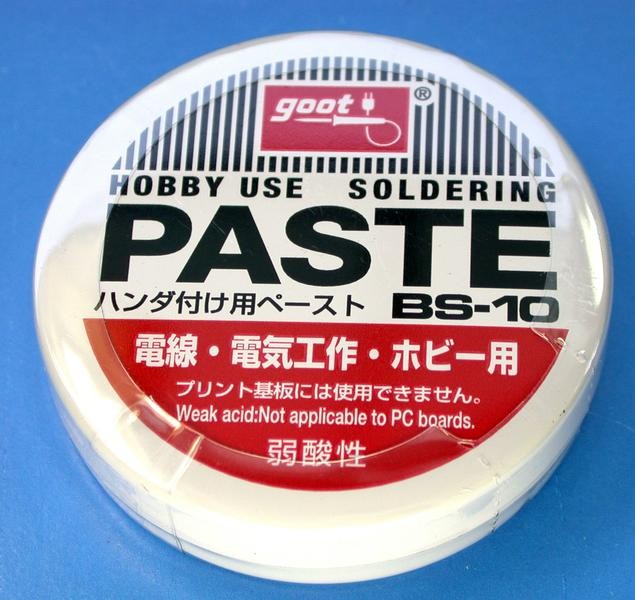 goot ®
HOBBY USE SOLDERING
PASTE
ハンダ付け用ペースト BS-10
電線・電気工作・ホビー用
プリント基板には使用できません。
Weak acid:Not applicable to PC boards.
弱酸性